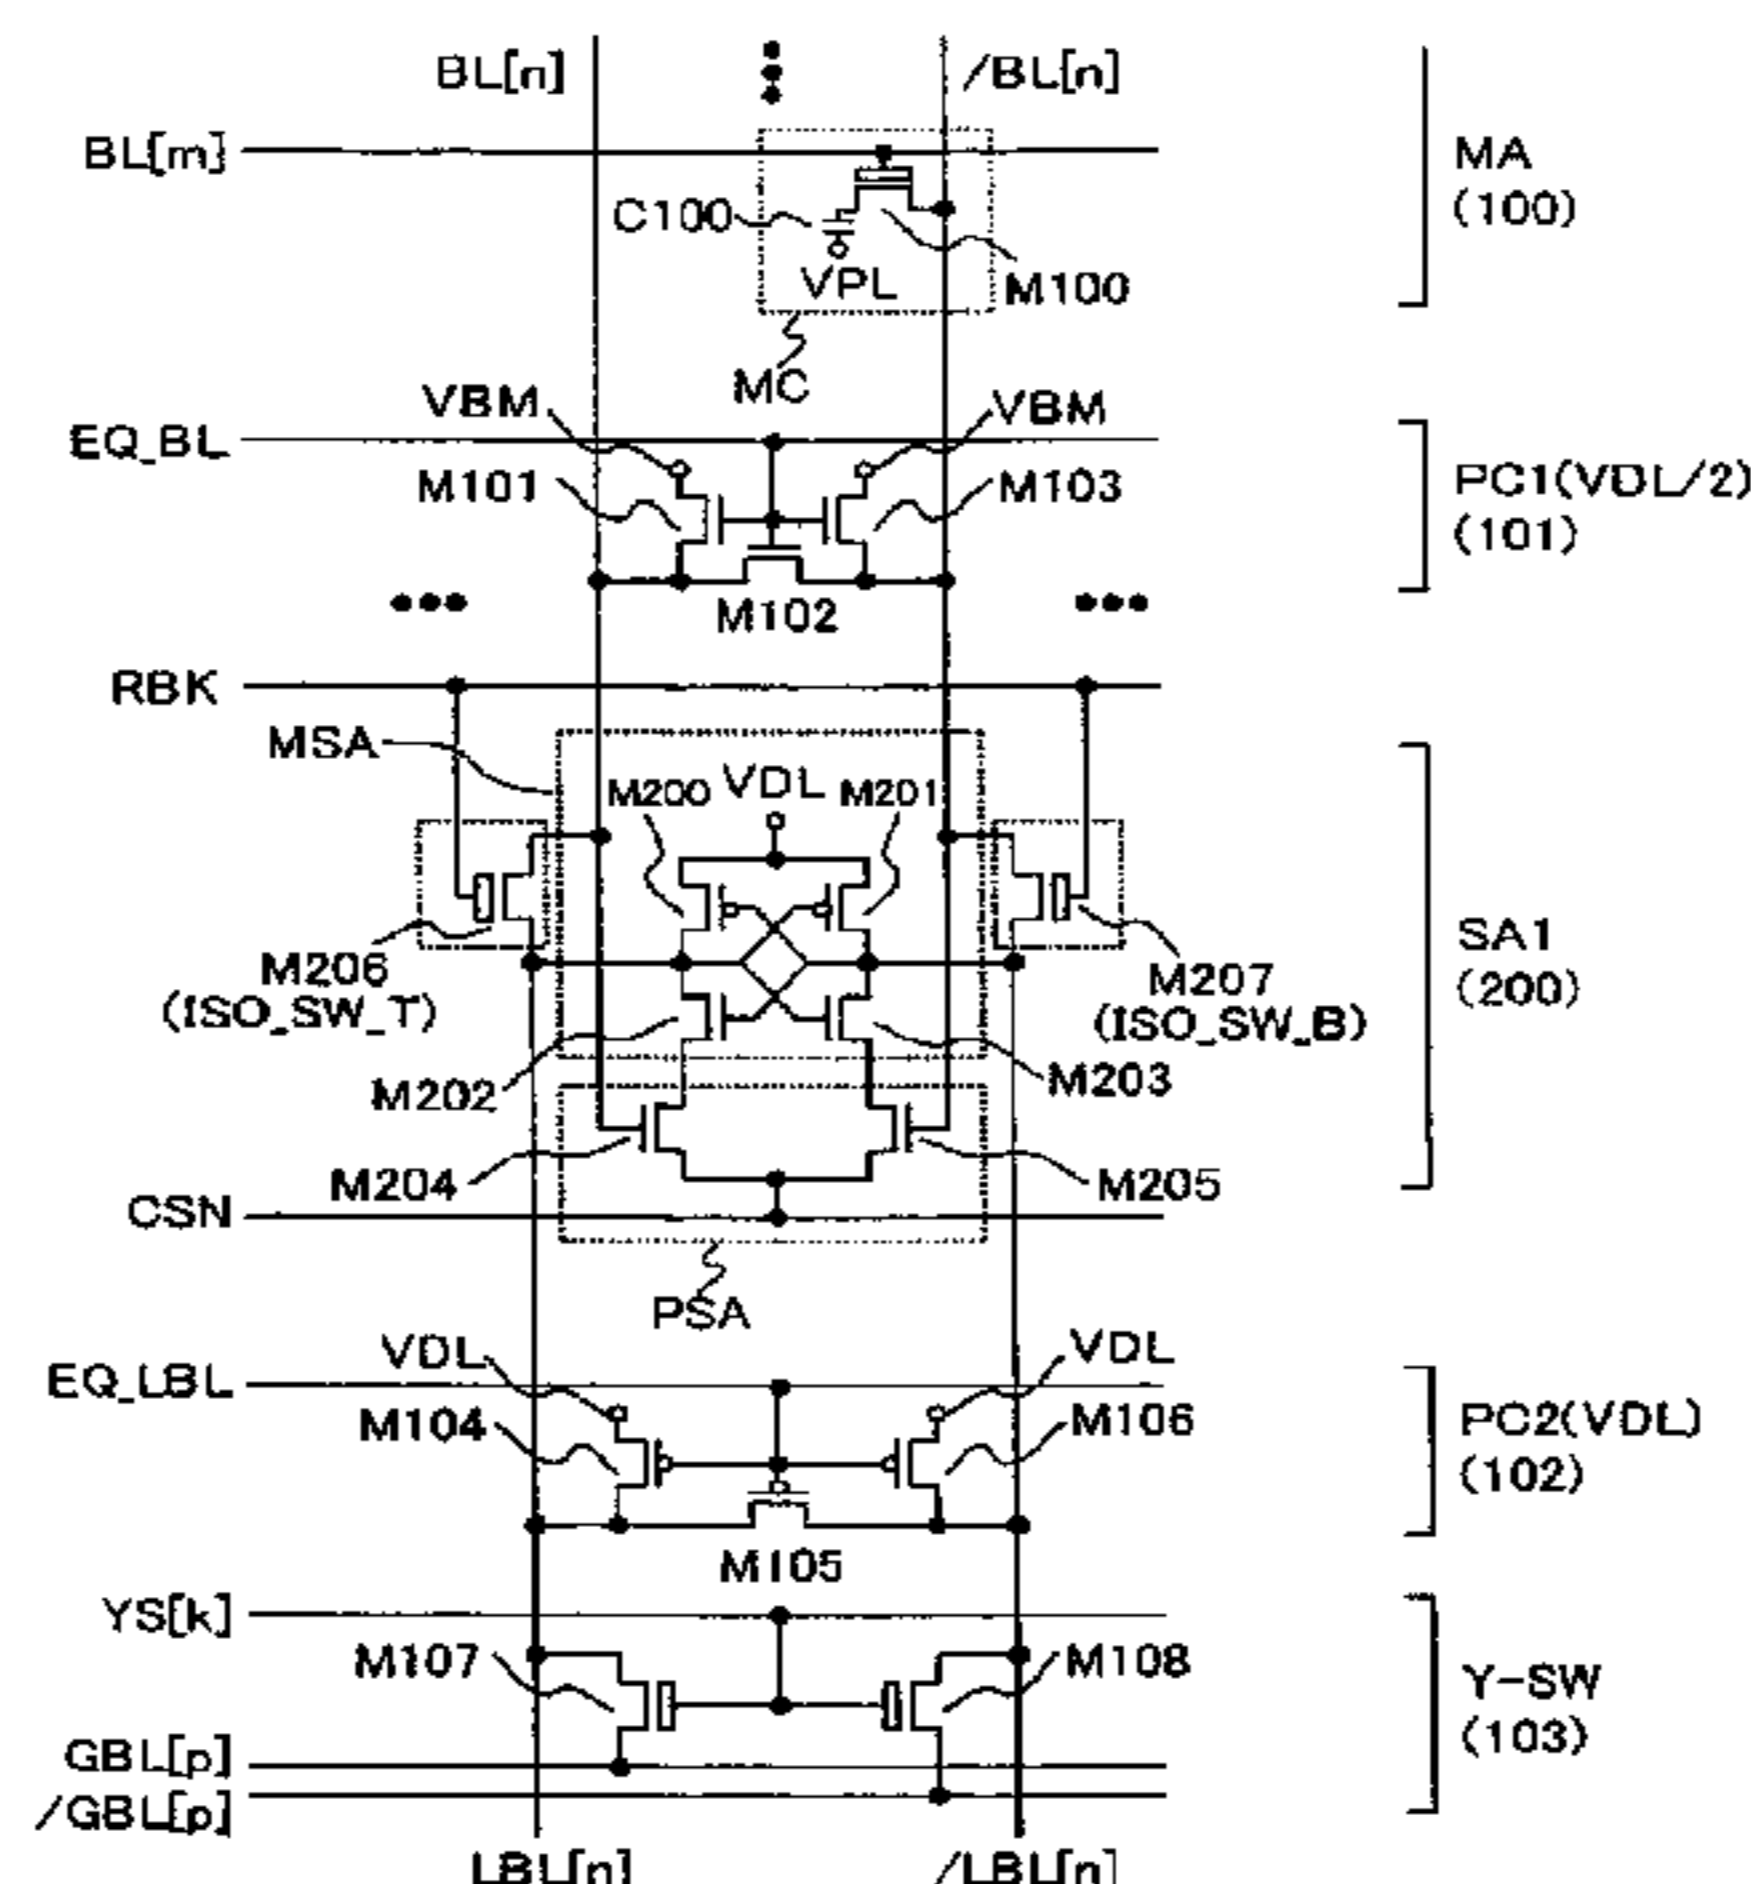 BL[n]
/BL[n]
BL[m]
MA
(100)
C100
VPL
M100
MC
VBM
VBM
EQ_BL
M101
M103
PC1(VDL/2)
(101)
M102
RBK
MSA
M200
VDL
M201
M206
(ISO_SW_T)
M207
(ISO_SW_B)
SA1
(200)
M202
M203
M204
M205
CSN
PSA
VDL
VDL
EQ_LBL
M104
M106
PC2(VDL)
(102)
M105
YS[k]
M107
M108
Y-SW
(103)
GBL[p]
/GBL[p]
LBL[n]
/LBL[n]